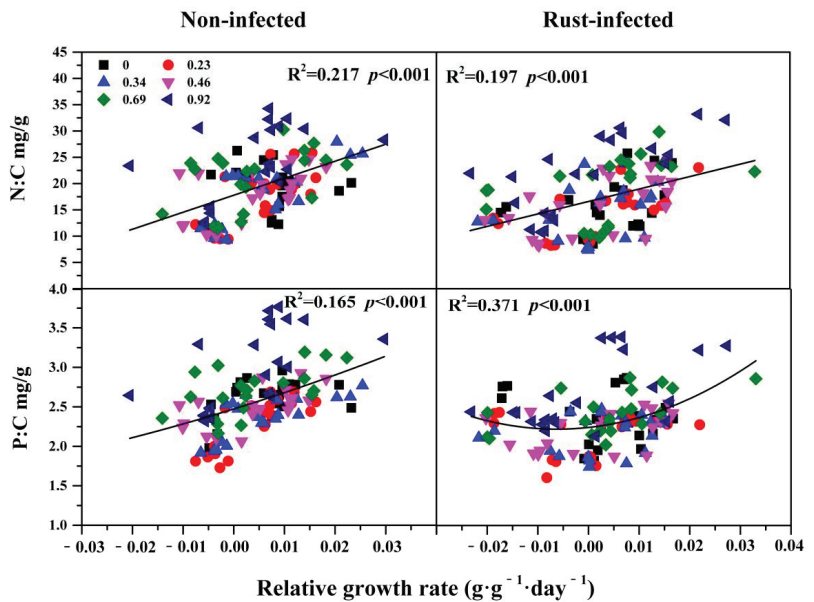 Non-infected Rust-infected
N:C mg/g
45
40
35
30
25
20
15
10
5
0 0.23
0.34 0.46
0.69 0.92
R²=0.217 p<0.001
R²=0.197 p<0.001
P:C mg/g
4.0
3.5
3.0
2.5
2.0
1.5
1.0
R²=0.165 p<0.001
R²=0.371 p<0.001
-0.03 -0.02 -0.01 0.00 0.01 0.02 0.03 -0.02 -0.01 0.00 0.01 0.02 0.03 0.04
Relative growth rate (g·g⁻¹·day⁻¹)